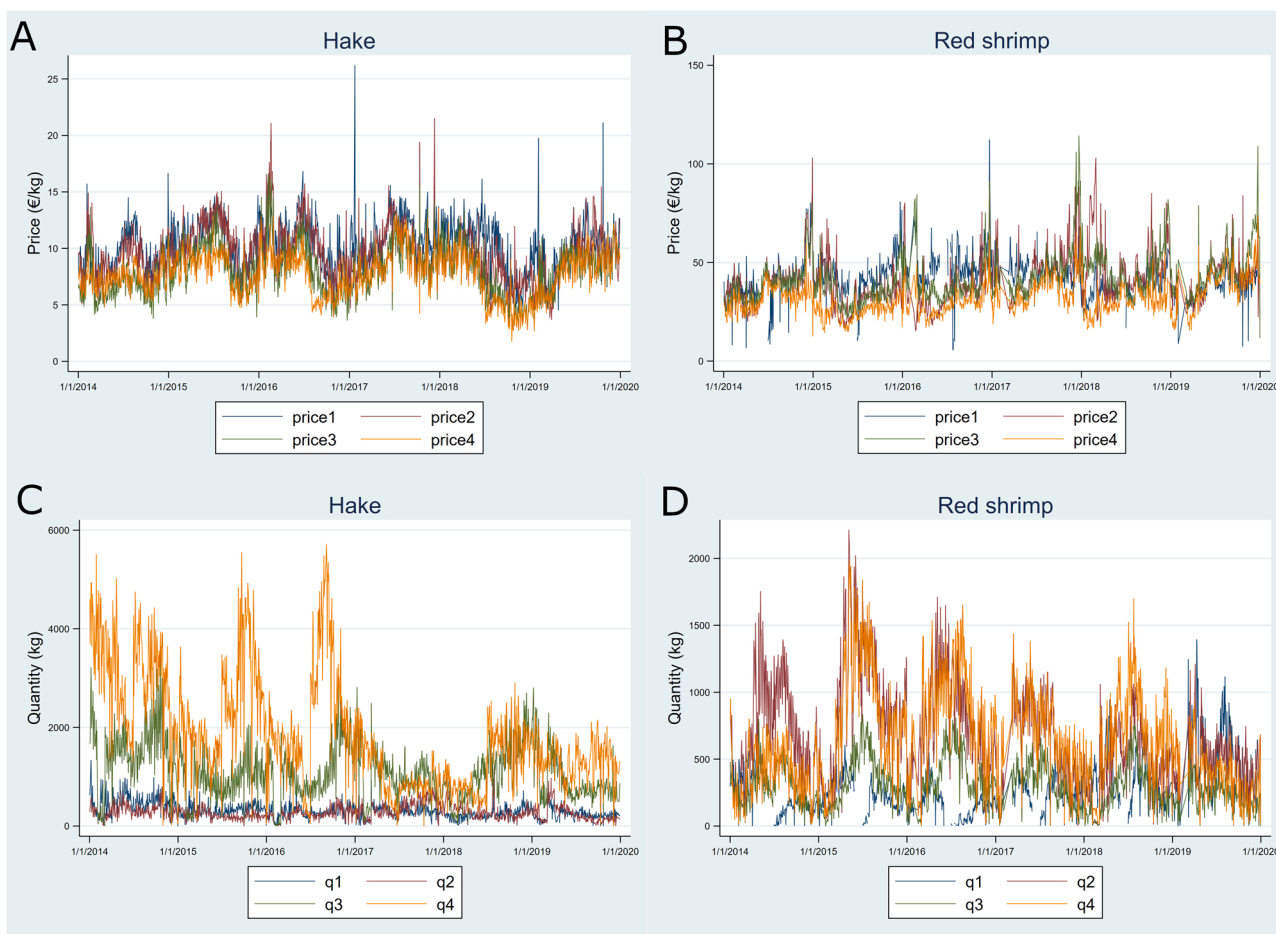 A
Hake
Price (€/kg)
25
20
15
10
5
0
1/1/2014 1/1/2015 1/1/2016 1/1/2017 1/1/2018 1/1/2019 1/1/2020
price1 price2
price3 price4
B
Red shrimp
Price (€/kg)
150
100
50
0
1/1/2014 1/1/2015 1/1/2016 1/1/2017 1/1/2018 1/1/2019 1/1/2020
price1 price2
price3 price4
C
Hake
Quantity (kg)
6000
4000
2000
0
1/1/2014 1/1/2015 1/1/2016 1/1/2017 1/1/2018 1/1/2019 1/1/2020
q1 q2
q3 q4
D
Red shrimp
Quantity (kg)
2000
1500
1000
500
0
1/1/2014 1/1/2015 1/1/2016 1/1/2017 1/1/2018 1/1/2019 1/1/2020
q1 q2
q3 q4